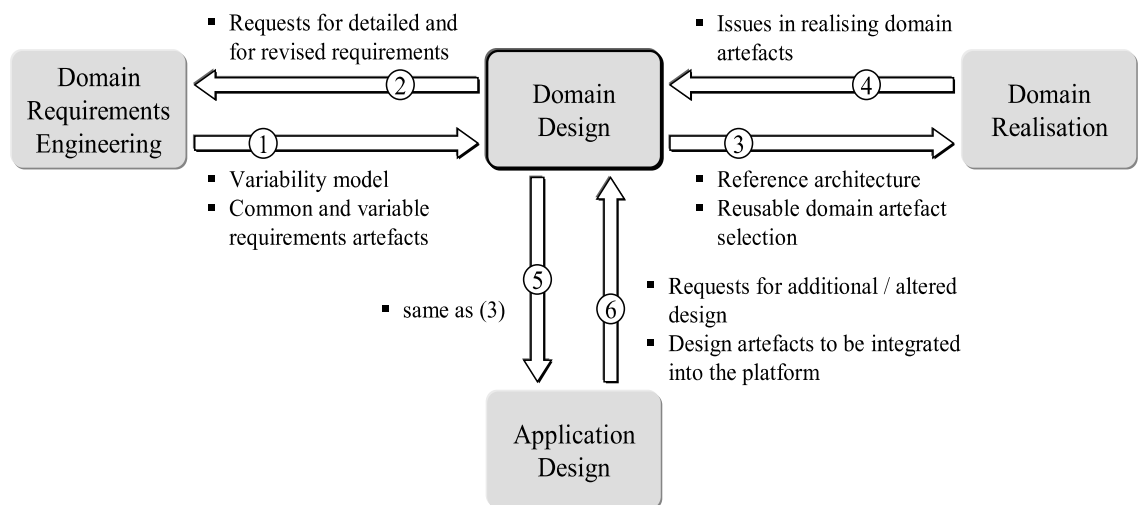 ▪ Requests for detailed and
for revised requirements
▪ Issues in realising domain
artefacts
Domain
Requirements
Engineering
2
1
Domain
Design
4
3
Domain
Realisation
▪ Variability model
▪ Common and variable
requirements artefacts
▪ Reference architecture
▪ Reusable domain artefact
selection
5
▪ same as (3)
6
▪ Requests for additional / altered
design
▪ Design artefacts to be integrated
into the platform
Application
Design